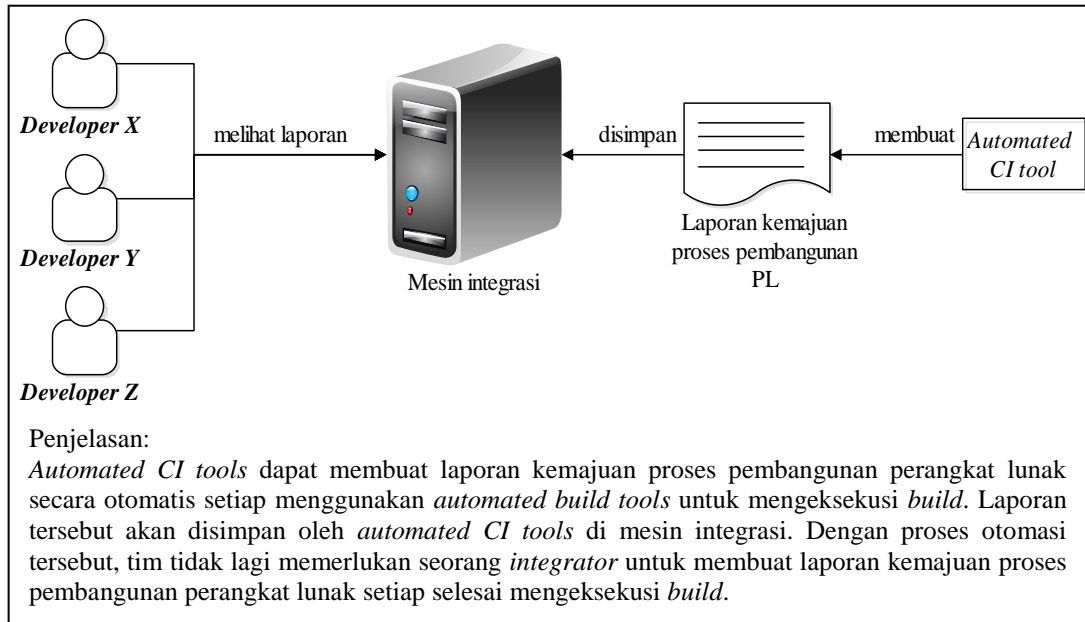 Developer X
melihat laporan
disimpan
membuat
Automated
CI tool
Developer Y
Mesin integrasi
Laporan kemajuan
proses pembangunan
PL
Developer Z
Penjelasan:
Automated CI tools dapat membuat laporan kemajuan proses pembangunan perangkat lunak
secara otomatis setiap menggunakan automated build tools untuk mengeksekusi build. Laporan
tersebut akan disimpan oleh automated CI tools di mesin integrasi. Dengan proses otomasi
tersebut, tim tidak lagi memerlukan seorang integrator untuk membuat laporan kemajuan proses
pembangunan perangkat lunak setiap selesai mengeksekusi build.